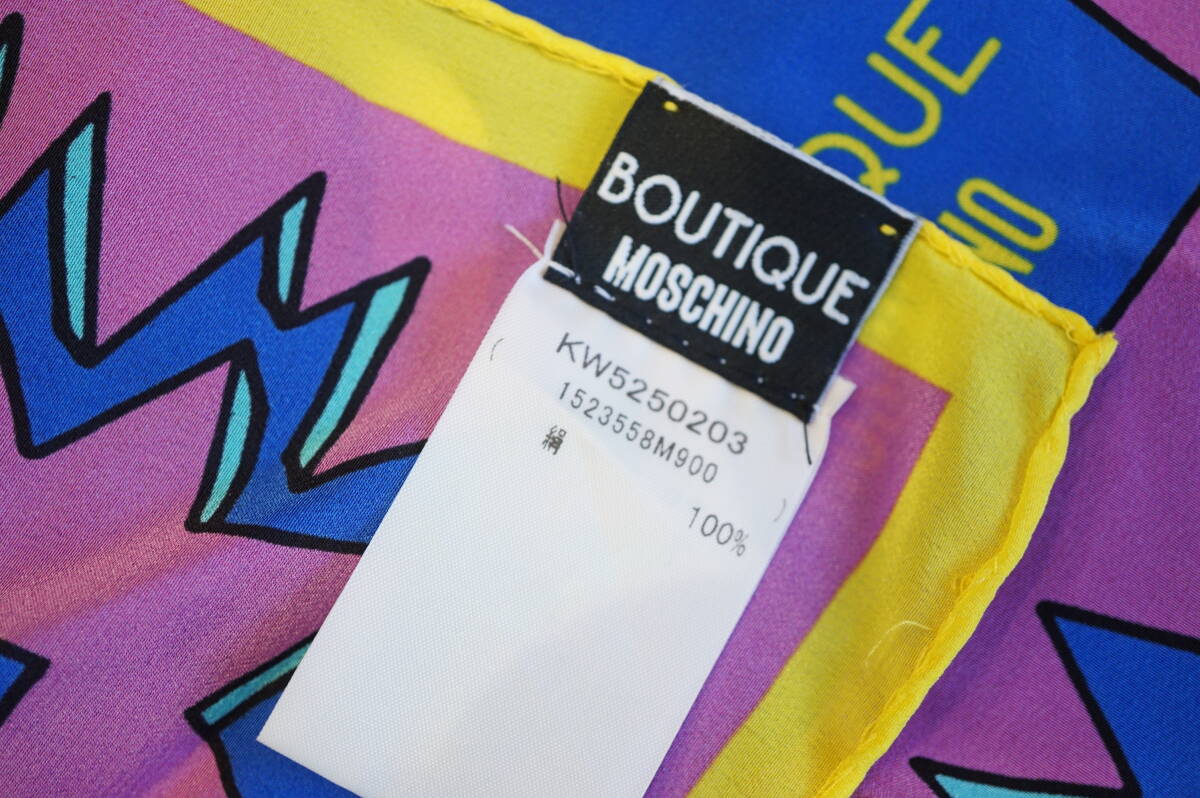 QUE
NO
BOUTIQUE
MOSCHINO
KW5250203
1523558M900
絹
100%